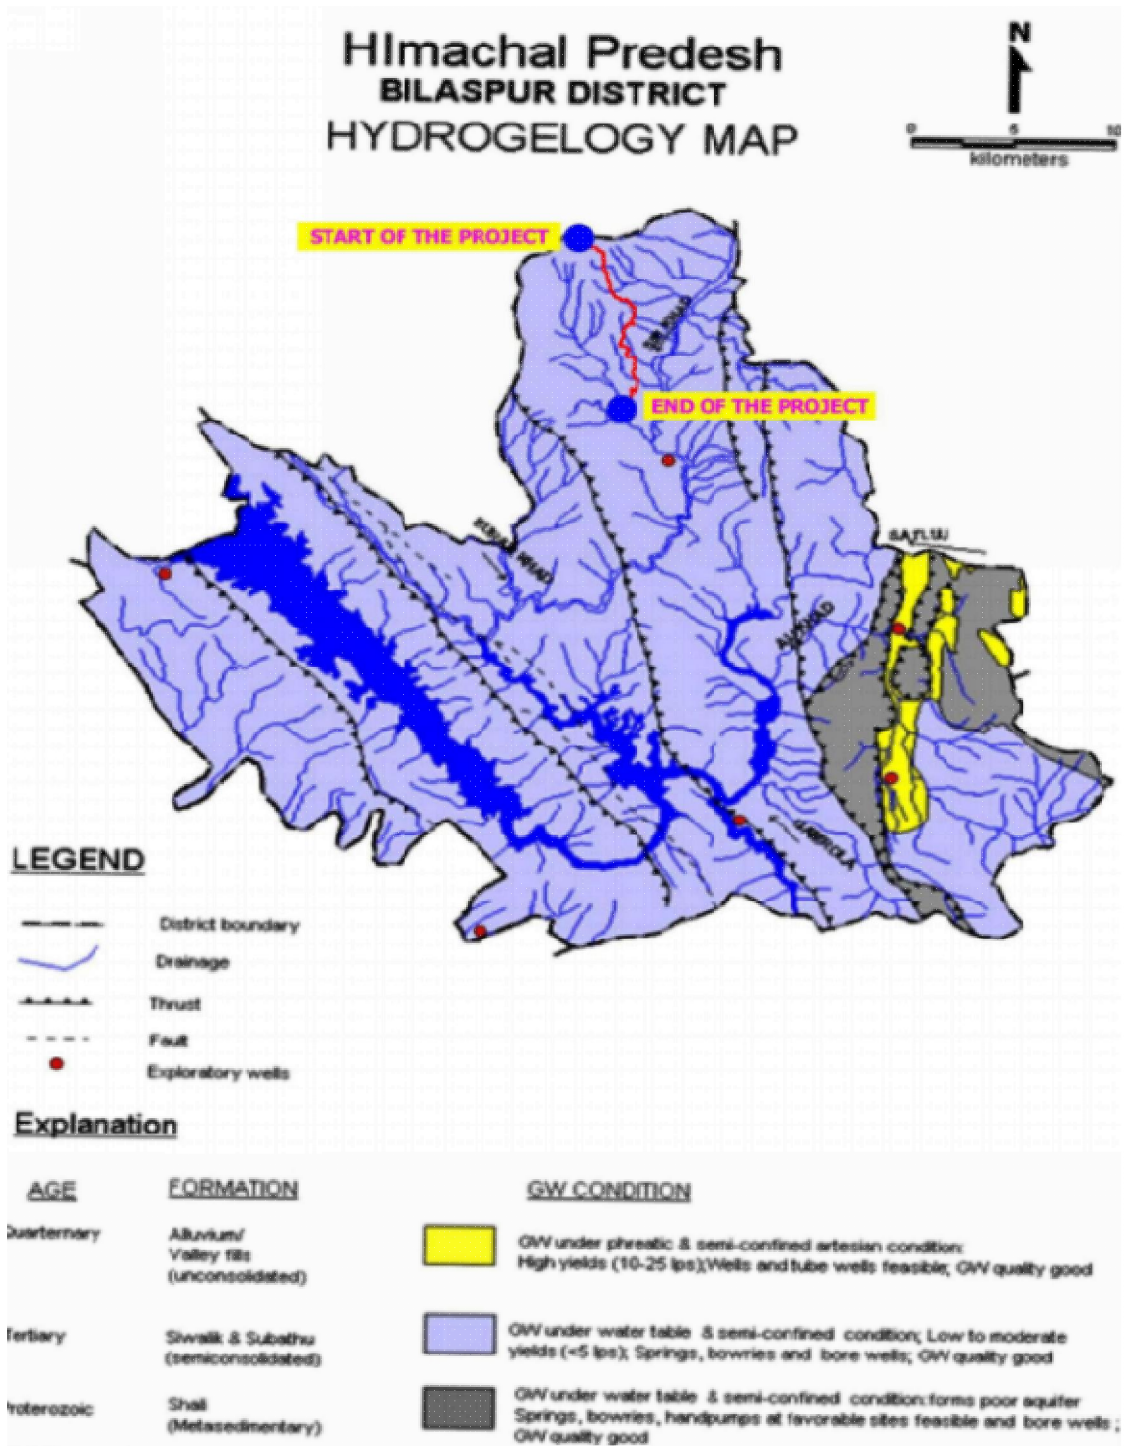 HImachal Predesh
BILASPUR DISTRICT
HYDROGELOGY MAP
N
0 5 10
kilometers
START OF THE PROJECT
END OF THE PROJECT
SATLUJ
LEGEND
District boundary
Drainage
Thrust
Fault
Exploratory wells
Explanation
AGE FORMATION GW CONDITION
Quarternary
Alluvium/
Valley fills
(unconsolidated)
GW under phreatic & semi-confined artesian condition:
High yields (10-25 lps);Wells and tube wells feasible; GW quality good
Tertiary
Siwalik & Subathu
(semiconsolidated)
GW under water table & semi-confined condition; Low to moderate
yields (<5 lps); Springs, bowries and bore wells; GW quality good
Proterozoic
Shali
(Metasedimentary)
GW under water table & semi-confined condition:forms poor aquifer
Springs, bowries, handpumps at favorable sites feasible and bore wells ;
GW quality good